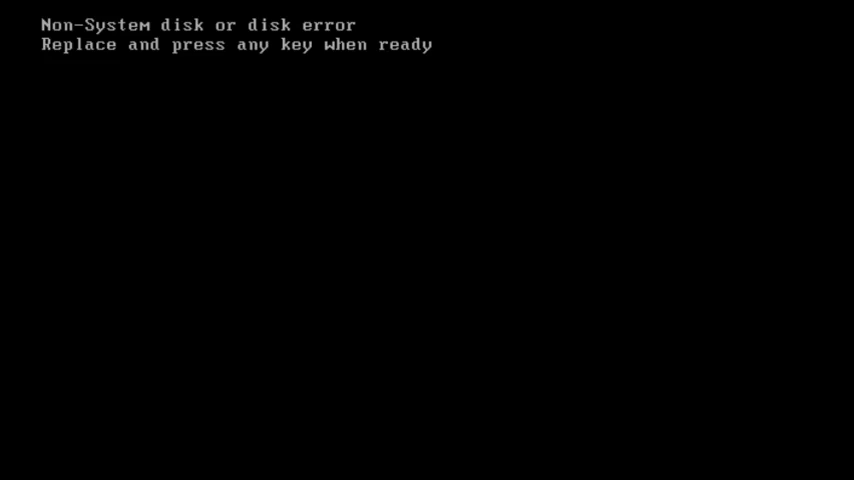 Non-System disk or disk error
Replace and press any key when ready